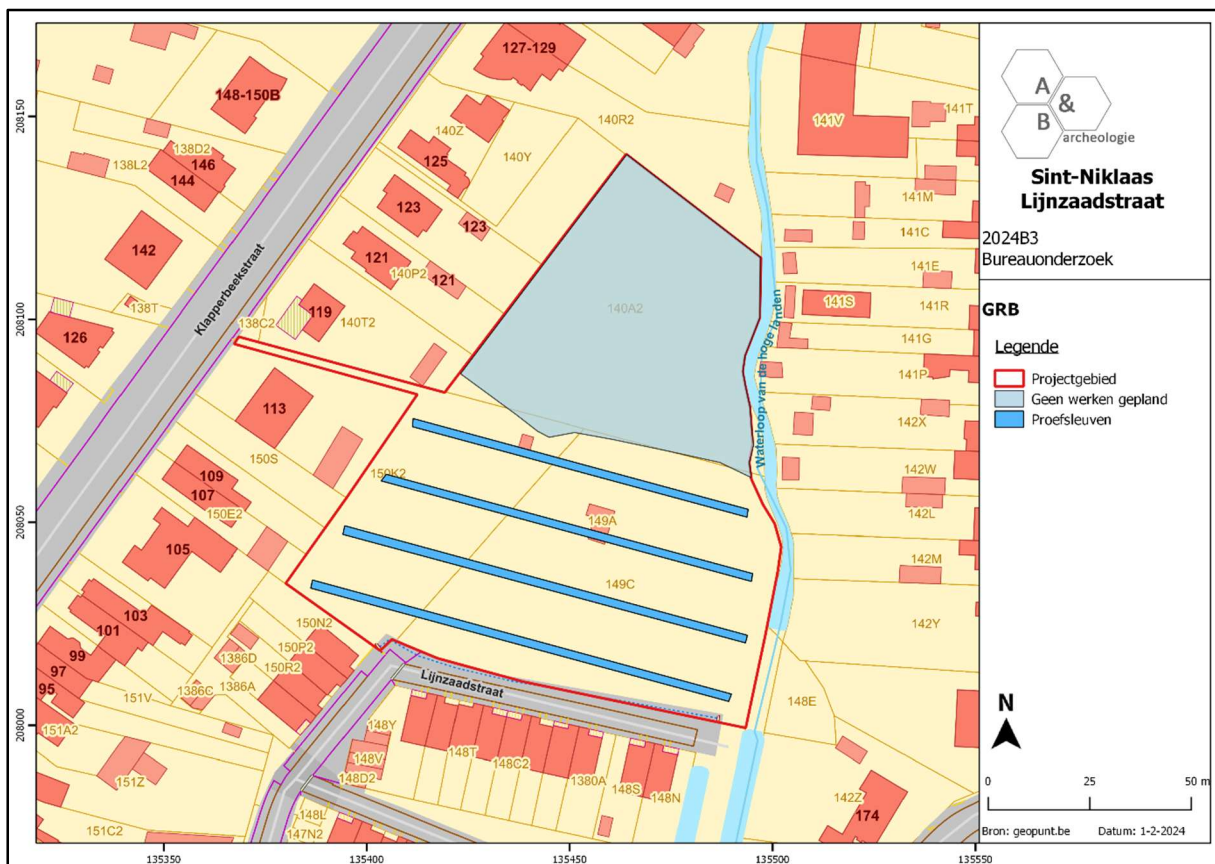 127-129
148-150B
140Z
140R2
141V
141T
138D2
146
144
138L2
125
140Y
141M
142
123
123
141C
121
121
140P2
141E
138T
140A2
141S
141R
126
138C2
119
140T2
141G
Klapperbeekstraat
Waterloop van de hoge landen
141P
113
142X
150S
109
107
150K2
142W
150E2
149A
142L
105
142M
149C
103
101
150N2
142Y
99
1386D
150P2
97
150R2
95
1386C
1386A
Lijnzaadstraat
151V
148E
151A2
148Y
148T
148V
148C2
151Z
148D2
1380A
148S
148N
142Z
174
148L
151C2
147N2
208150
208100
208050
208000
135350
135400
135450
135500
135550
A
&
B
archeologie
Sint-Niklaas
Lijnzaadstraat
2024B3
Bureauonderzoek
GRB
Legende
Projectgebied
Geen werken gepland
Proefsleuven
N
0 25 50 m
Bron: geopunt.be Datum: 1-2-2024